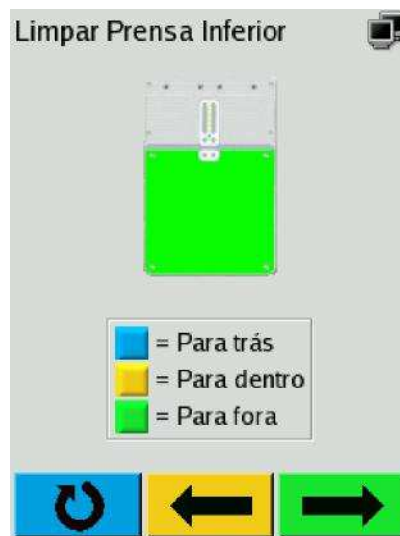 Limpar Prensa Inferior
= Para trás
= Para dentro
= Para fora